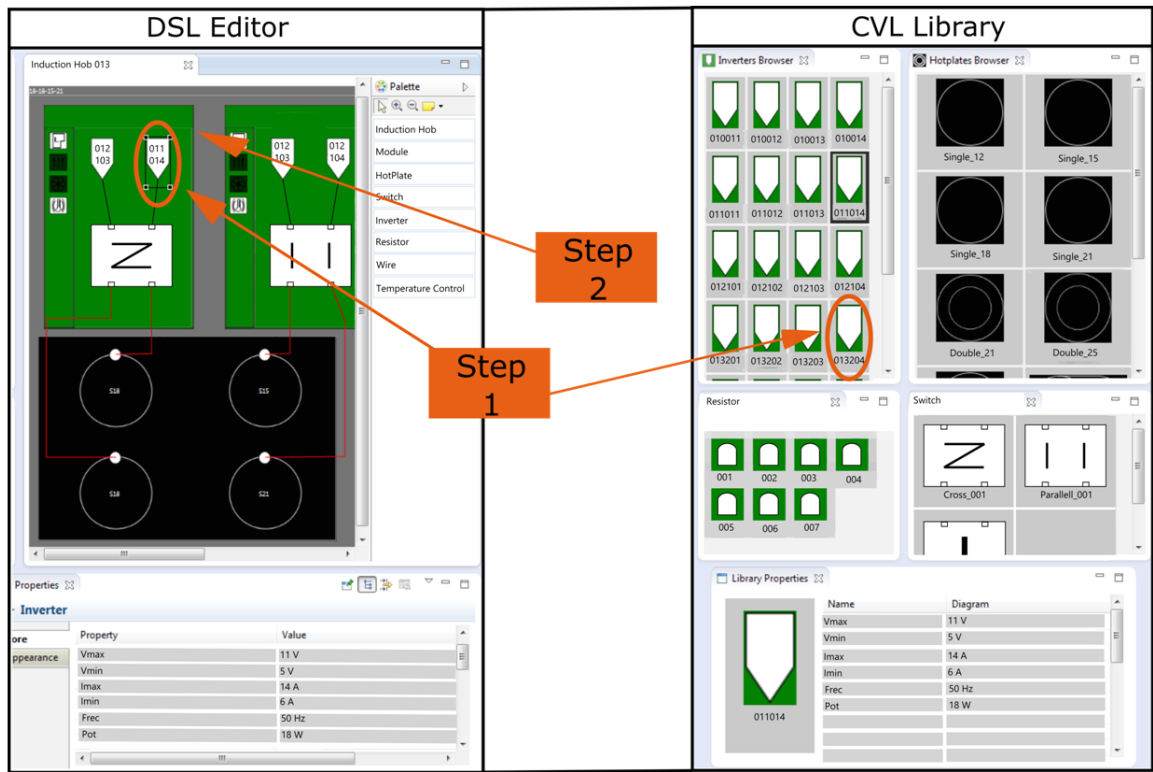 DSL Editor
CVL Library
Induction Hob 013
18-18-15-21
012
103
011
014
012
103
012
104
Palette
Induction Hob
Module
HotPlate
Switch
Inverter
Resistor
Wire
Temperature Control
S18
S15
S18
S21
Step
2
Step
1
Properties
Inverter
ore
ppearance
Property Value
Vmax 11 V
Vmin 5 V
Imax 14 A
Imin 6 A
Frec 50 Hz
Pot 18 W
Inverters Browser
010011 010012 010013 010014
011011 011012 011013 011014
012101 012102 012103 012104
013201 013202 013203 013204
Hotplates Browser
Single_12 Single_15
Single_18 Single_21
Double_21 Double_25
Resistor
001 002 003 004
005 006 007
Switch
Cross_001 Parallell_001
Library Properties
011014
Name Diagram
Vmax 11 V
Vmin 5 V
Imax 14 A
Imin 6 A
Frec 50 Hz
Pot 18 W